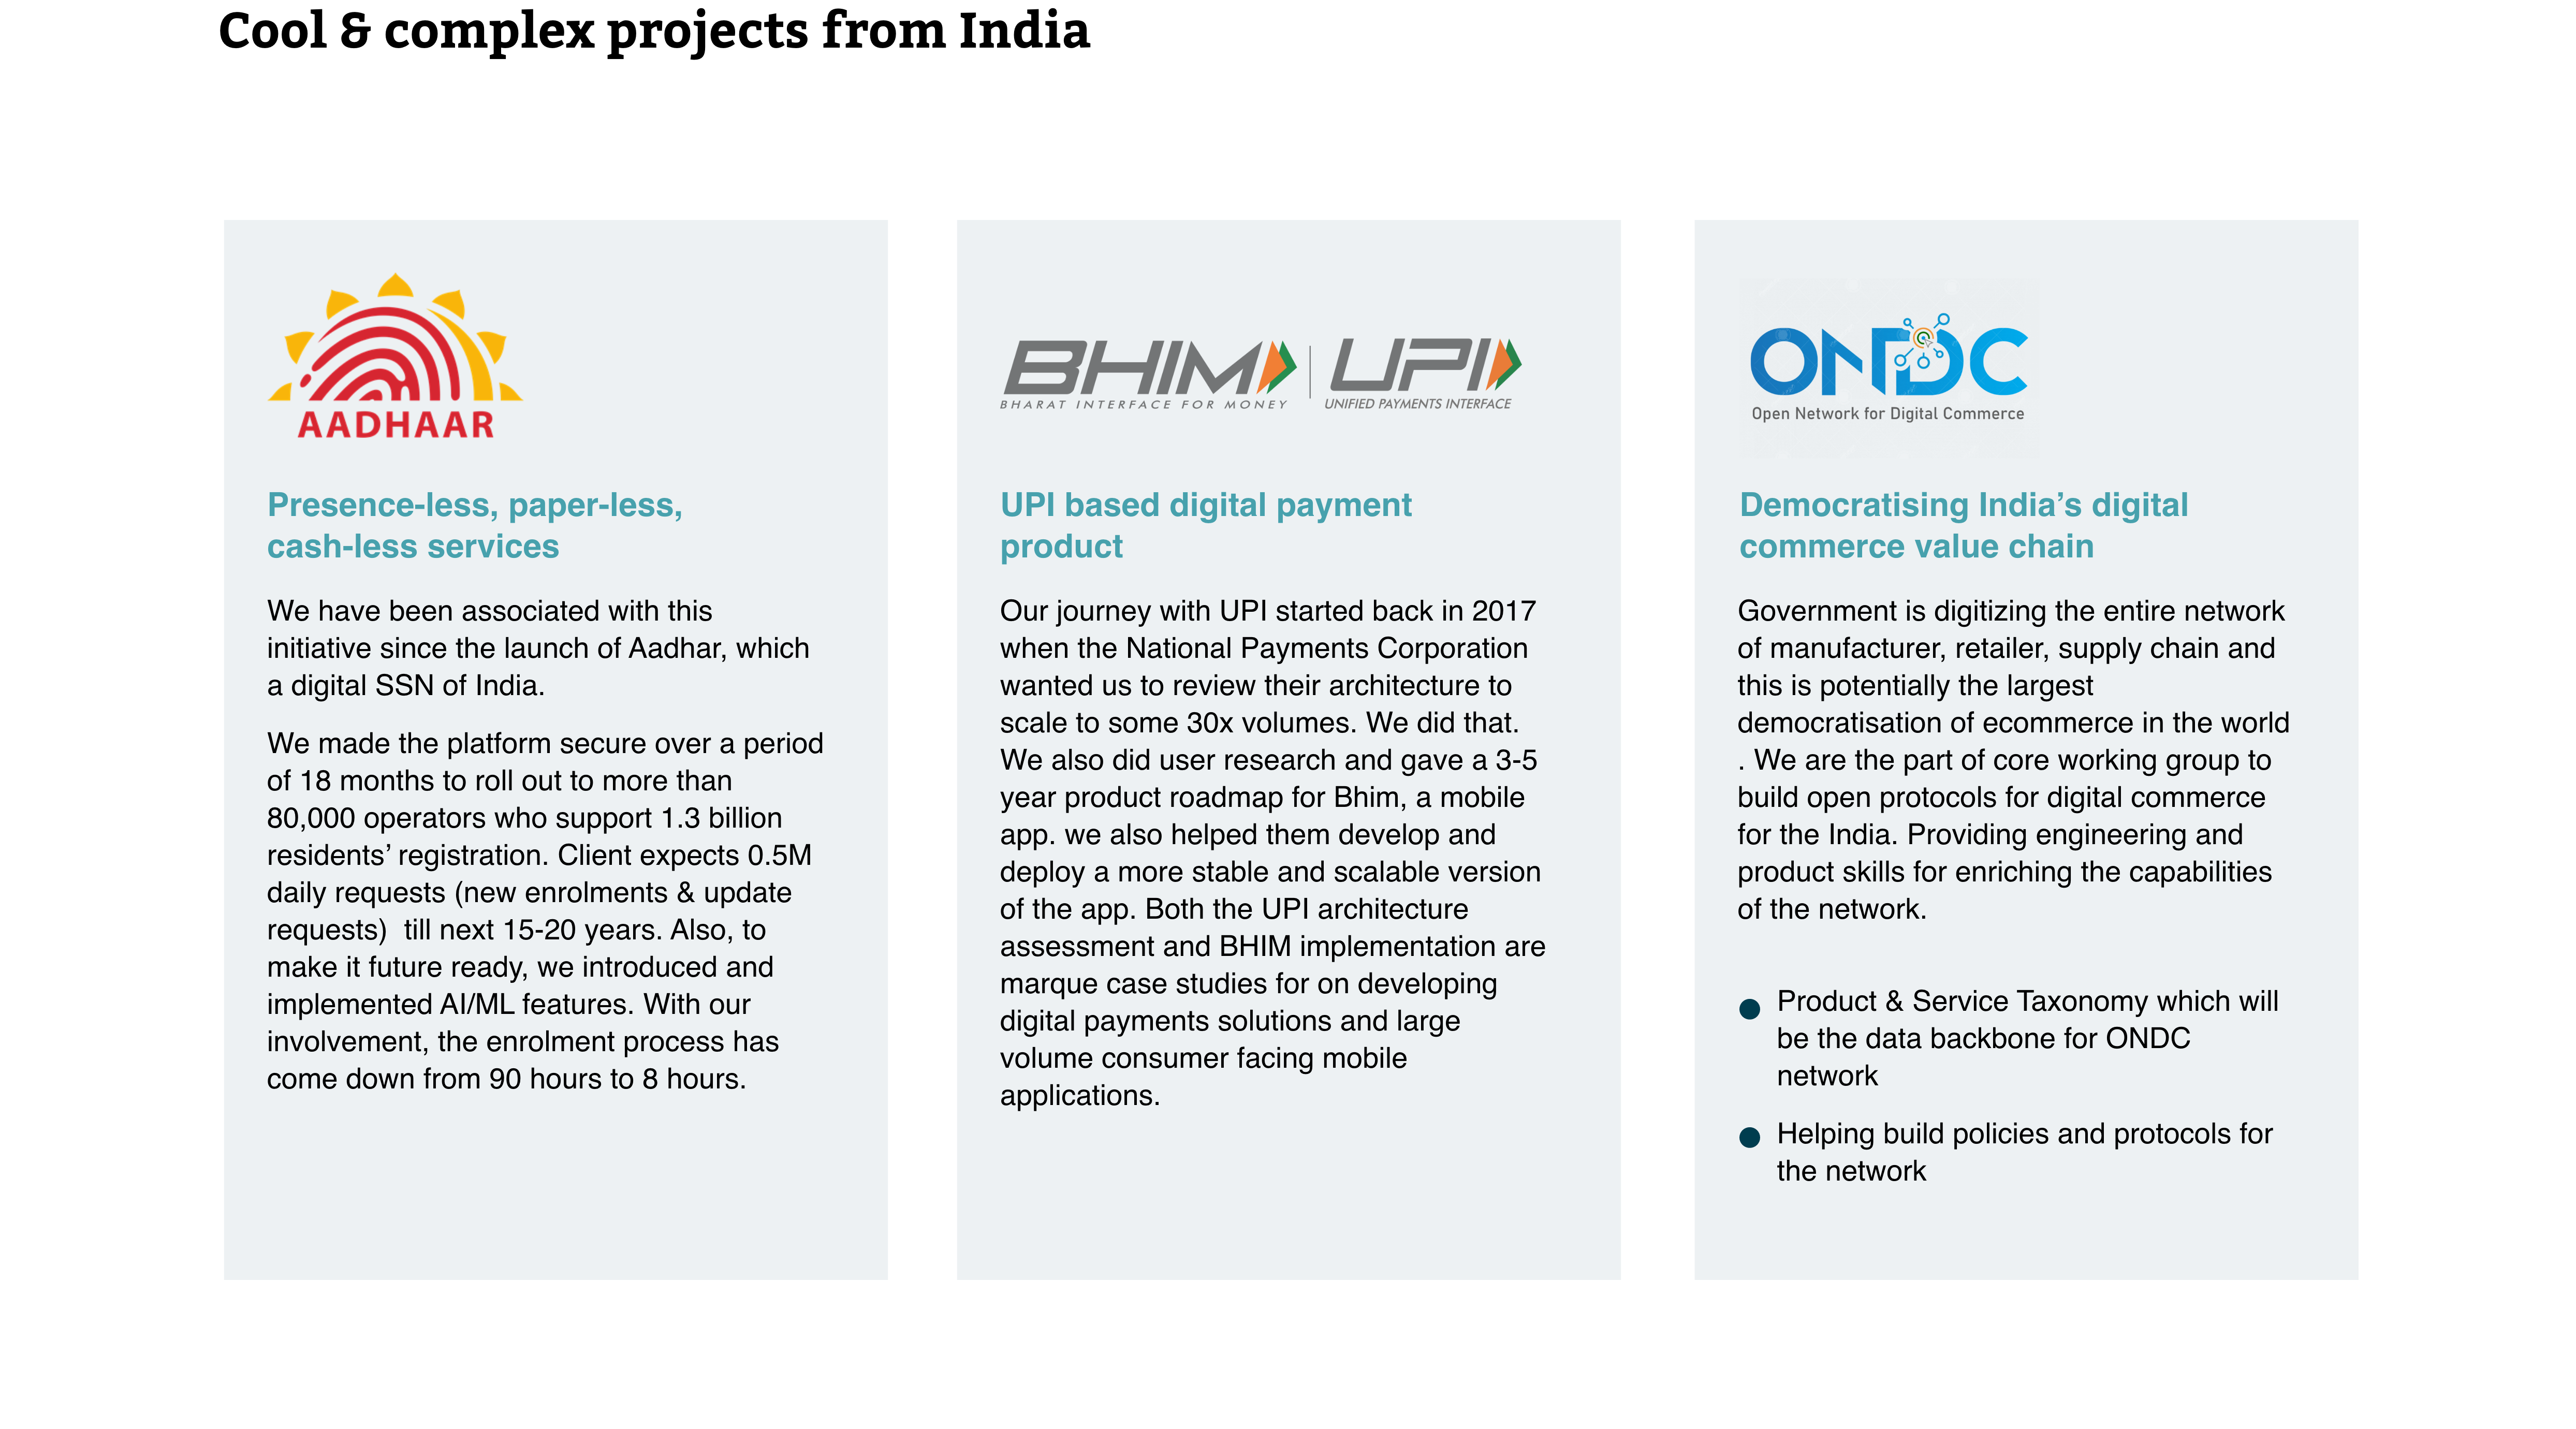 Cool & complex projects from India
AADHAAR
Presence-less, paper-less,
cash-less services
We have been associated with this
initiative since the launch of Aadhar, which
a digital SSN of India.
We made the platform secure over a period
of 18 months to roll out to more than
80,000 operators who support 1.3 billion
residents’ registration. Client expects 0.5M
daily requests (new enrolments & update
requests)  till next 15-20 years. Also, to
make it future ready, we introduced and
implemented AI/ML features. With our
involvement, the enrolment process has
come down from 90 hours to 8 hours.
BHIM UPI
BHARAT INTERFACE FOR MONEY UNIFIED PAYMENTS INTERFACE
UPI based digital payment
product
Our journey with UPI started back in 2017
when the National Payments Corporation
wanted us to review their architecture to
scale to some 30x volumes. We did that.
We also did user research and gave a 3-5
year product roadmap for Bhim, a mobile
app. we also helped them develop and
deploy a more stable and scalable version
of the app. Both the UPI architecture
assessment and BHIM implementation are
marque case studies for on developing
digital payments solutions and large
volume consumer facing mobile
applications.
ONDC
Open Network for Digital Commerce
Democratising India’s digital
commerce value chain
Government is digitizing the entire network
of manufacturer, retailer, supply chain and
this is potentially the largest
democratisation of ecommerce in the world
. We are the part of core working group to
build open protocols for digital commerce
for the India. Providing engineering and
product skills for enriching the capabilities
of the network.
● Product & Service Taxonomy which will
be the data backbone for ONDC
network
● Helping build policies and protocols for
the network